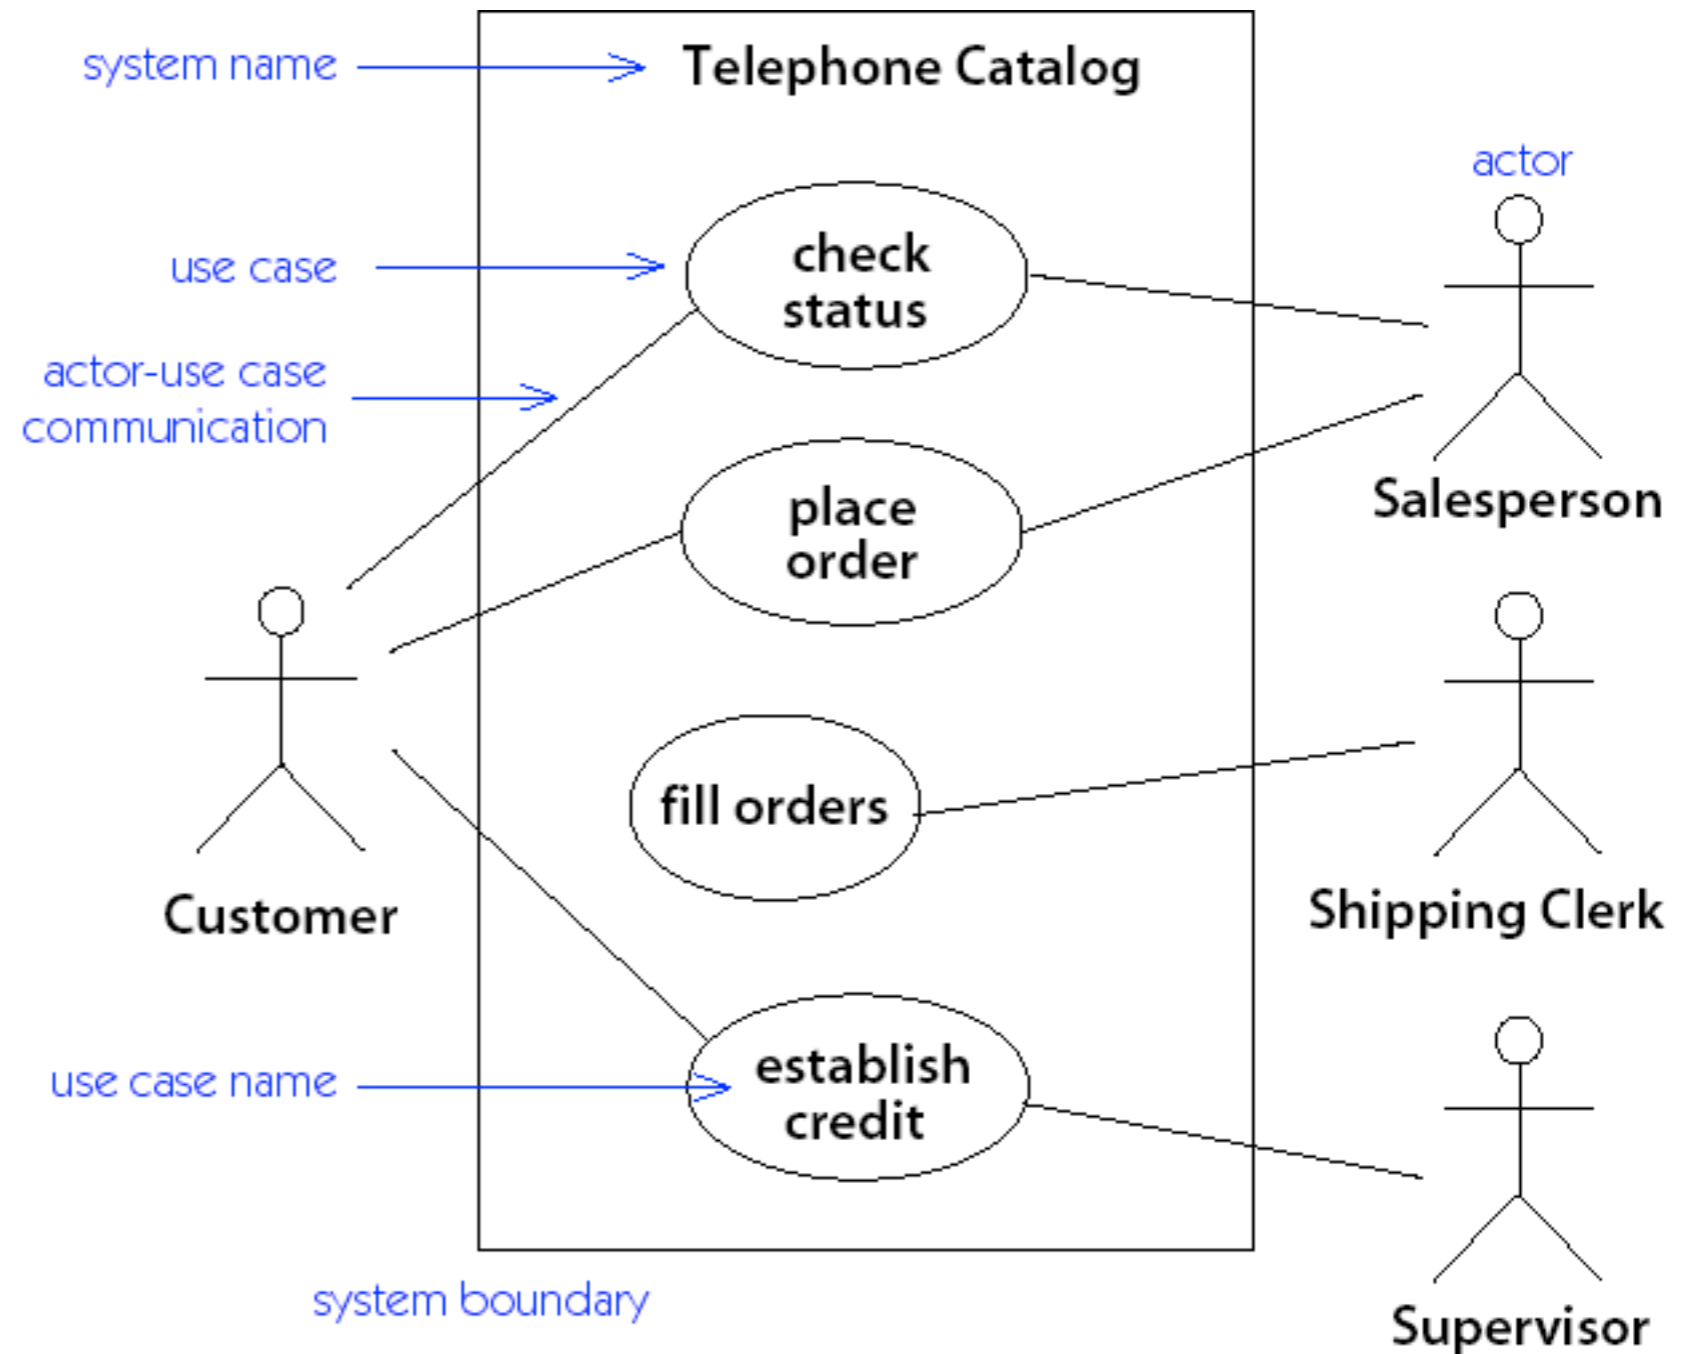 system name
Telephone Catalog
actor
use case
check
status
actor-use case
communication
Salesperson
place
order
fill orders
Customer
Shipping Clerk
use case name
establish
credit
system boundary
Supervisor